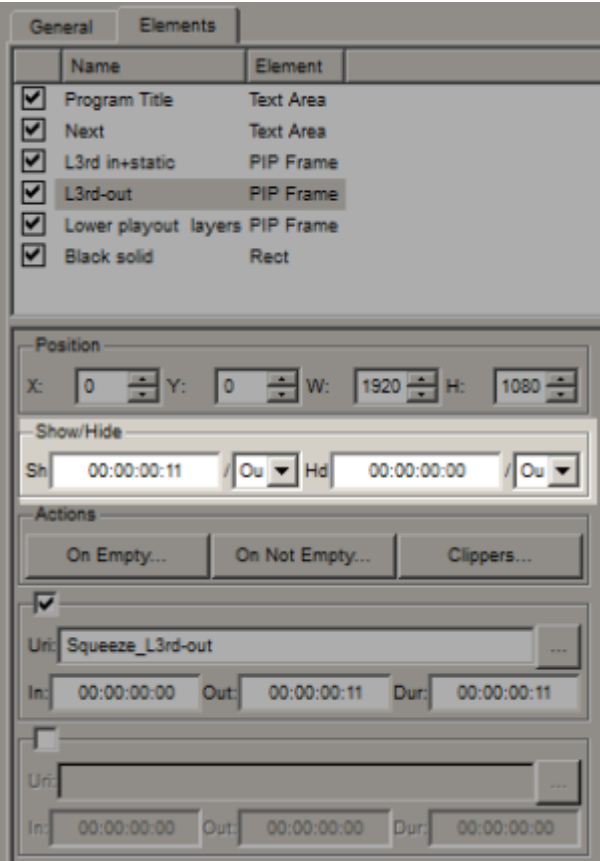 General Elements
Name Element
Program Title Text Area
Next Text Area
L3rd in+static PIP Frame
L3rd-out PIP Frame
Lower playout layers PIP Frame
Black solid Rect
Position
X: 0 Y: 0 W: 1920 H: 1080
Show/Hide
Sh 00:00:00:11 / Ou Hd 00:00:00:00 / Ou
Actions
On Empty... On Not Empty... Clippers...
Uri: Squeeze_L3rd-out ...
In: 00:00:00:00 Out: 00:00:00:11 Dur: 00:00:00:11
Uri: ...
In: 00:00:00:00 Out: 00:00:00:00 Dur: 00:00:00:00